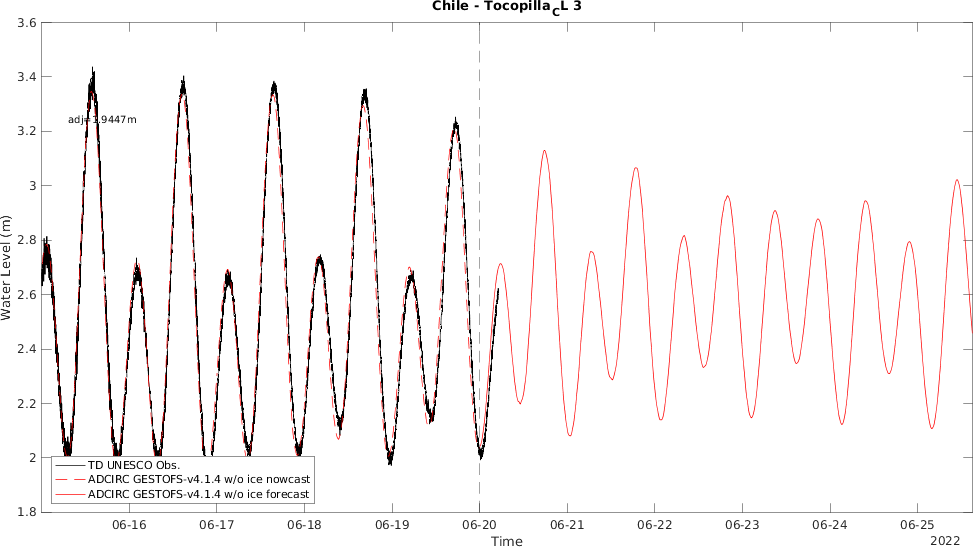 Chile - Tocopilla_CL 3
3.6
3.4
adj=1.9447m
3.2
3
2.8
2.6
2.4
2.2
2
1.8
Water Level (m)
TD UNESCO Obs.
ADCIRC GESTOFS-v4.1.4 w/o ice nowcast
ADCIRC GESTOFS-v4.1.4 w/o ice forecast
06-16 06-17 06-18 06-19 06-20 06-21 06-22 06-23 06-24 06-25
Time
2022